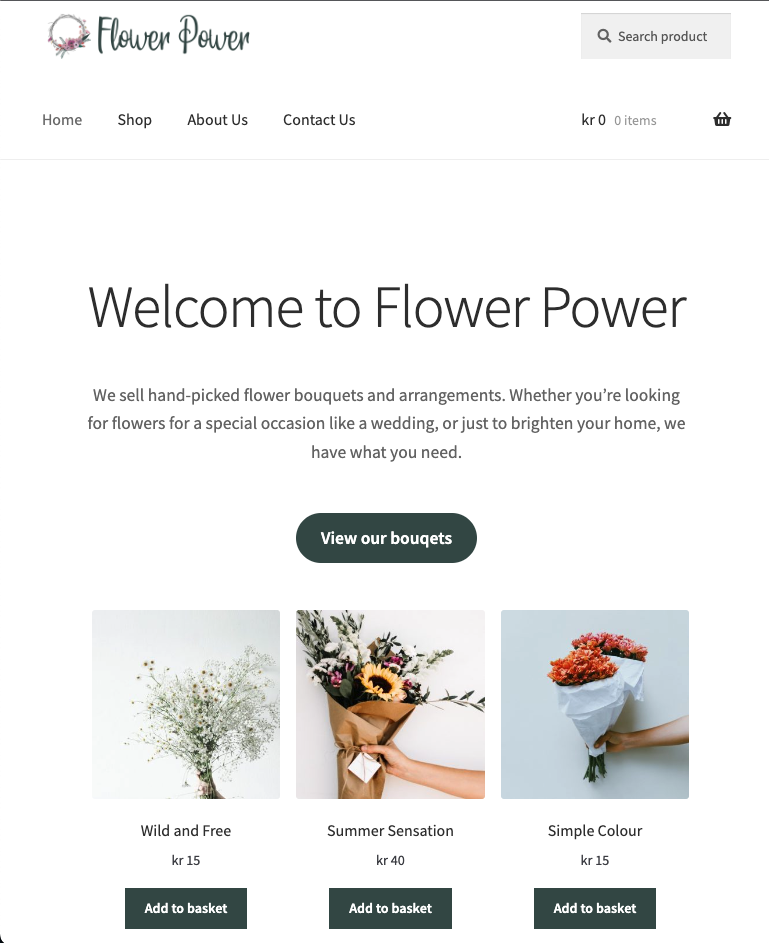 Flower Power
Search product
Home Shop About Us Contact Us kr 0 0 items
Welcome to Flower Power
We sell hand-picked flower bouquets and arrangements. Whether you’re looking
for flowers for a special occasion like a wedding, or just to brighten your home, we
have what you need.
View our bouqets
Wild and Free Summer Sensation Simple Colour
kr 15 kr 40 kr 15
Add to basket Add to basket Add to basket